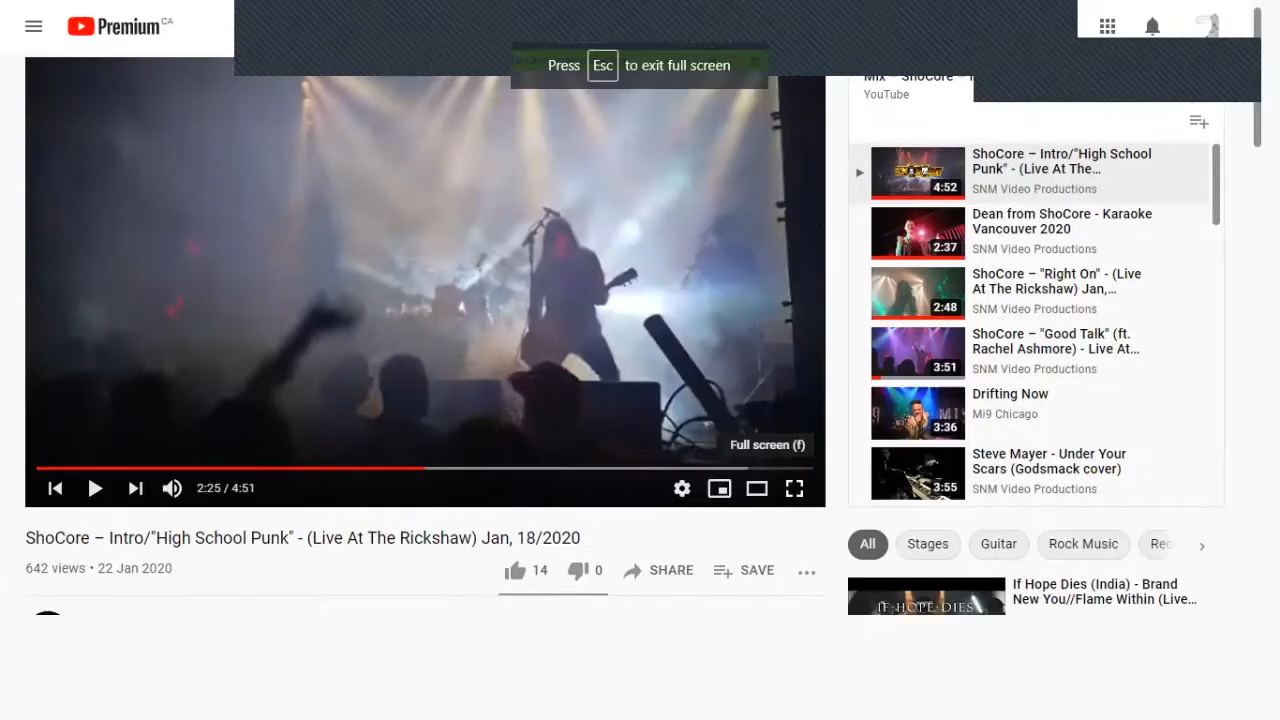 Premium CA
Press Esc to exit full screen
Mix – ShoCore –
YouTube
ShoCore – Intro/"High School
Punk" - (Live At The…
SNM Video Productions
4:52
Dean from ShoCore - Karaoke
Vancouver 2020
SNM Video Productions
2:37
ShoCore – "Right On" - (Live
At The Rickshaw) Jan,…
SNM Video Productions
2:48
ShoCore – "Good Talk" (ft.
Rachel Ashmore) - Live At…
SNM Video Productions
3:51
Drifting Now
Mi9 Chicago
3:36
Steve Mayer - Under Your
Scars (Godsmack cover)
SNM Video Productions
3:55
Full screen (f)
2:25 / 4:51
ShoCore – Intro/"High School Punk" - (Live At The Rickshaw) Jan, 18/2020
642 views • 22 Jan 2020
14 0 SHARE SAVE
All Stages Guitar Rock Music Rec
If Hope Dies (India) - Brand
New You//Flame Within (Live…
IF HOPE DIES